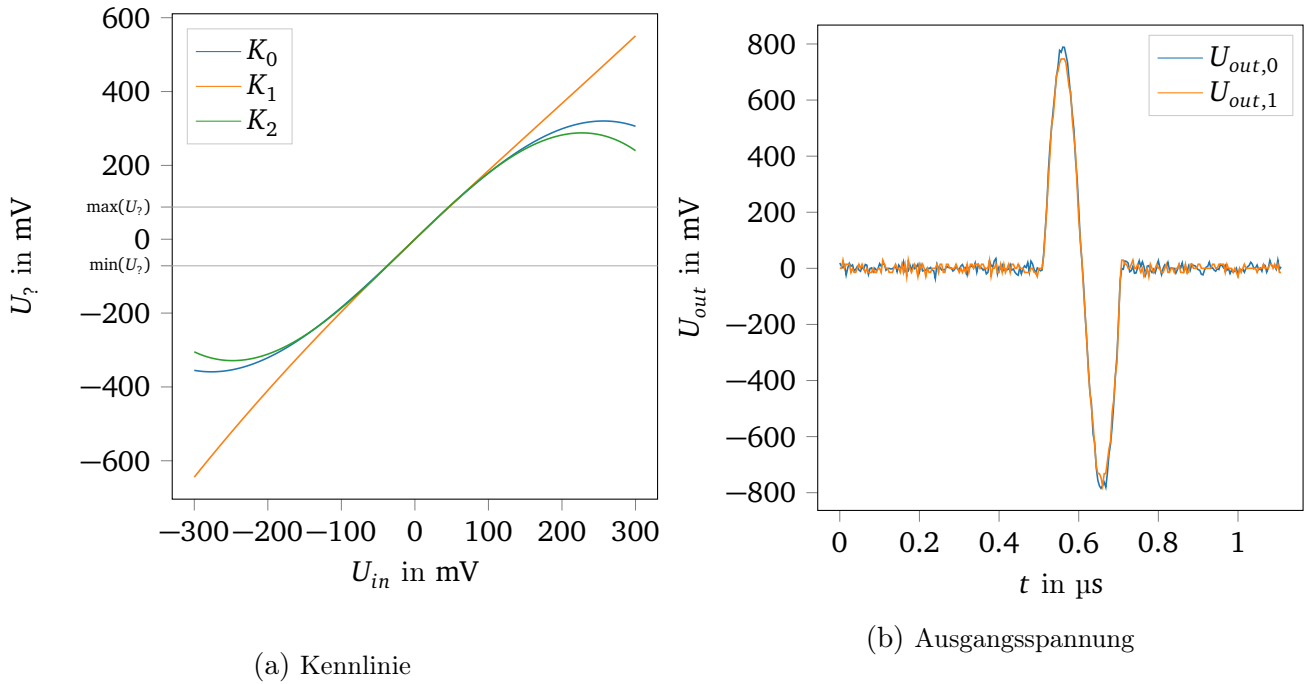 600
400
200
max(U?)
0
min(U?)
−200
−400
−600
U? in mV
K0
K1
K2
−300 −200 −100 0 100 200 300
Uin in mV
(a) Kennlinie
800
600
400
200
0
−200
−400
−600
−800
Uout in mV
Uout,0
Uout,1
0 0.2 0.4 0.6 0.8 1
t in µs
(b) Ausgangsspannung